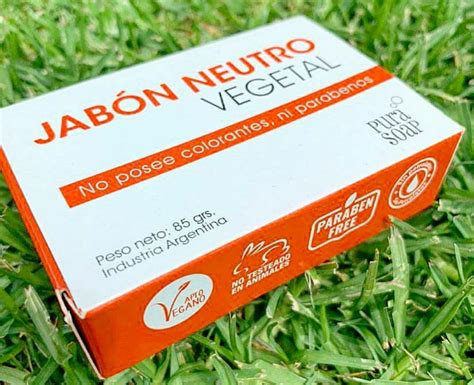 JABÓN NEUTRO
VEGETAL
No posee colorantes, ni parabenos
pura
soap
Peso neto: 85 grs.
Industria Argentina
APTO
VEGANO
NO TESTEADO
EN ANIMALES
PARABEN
FREE